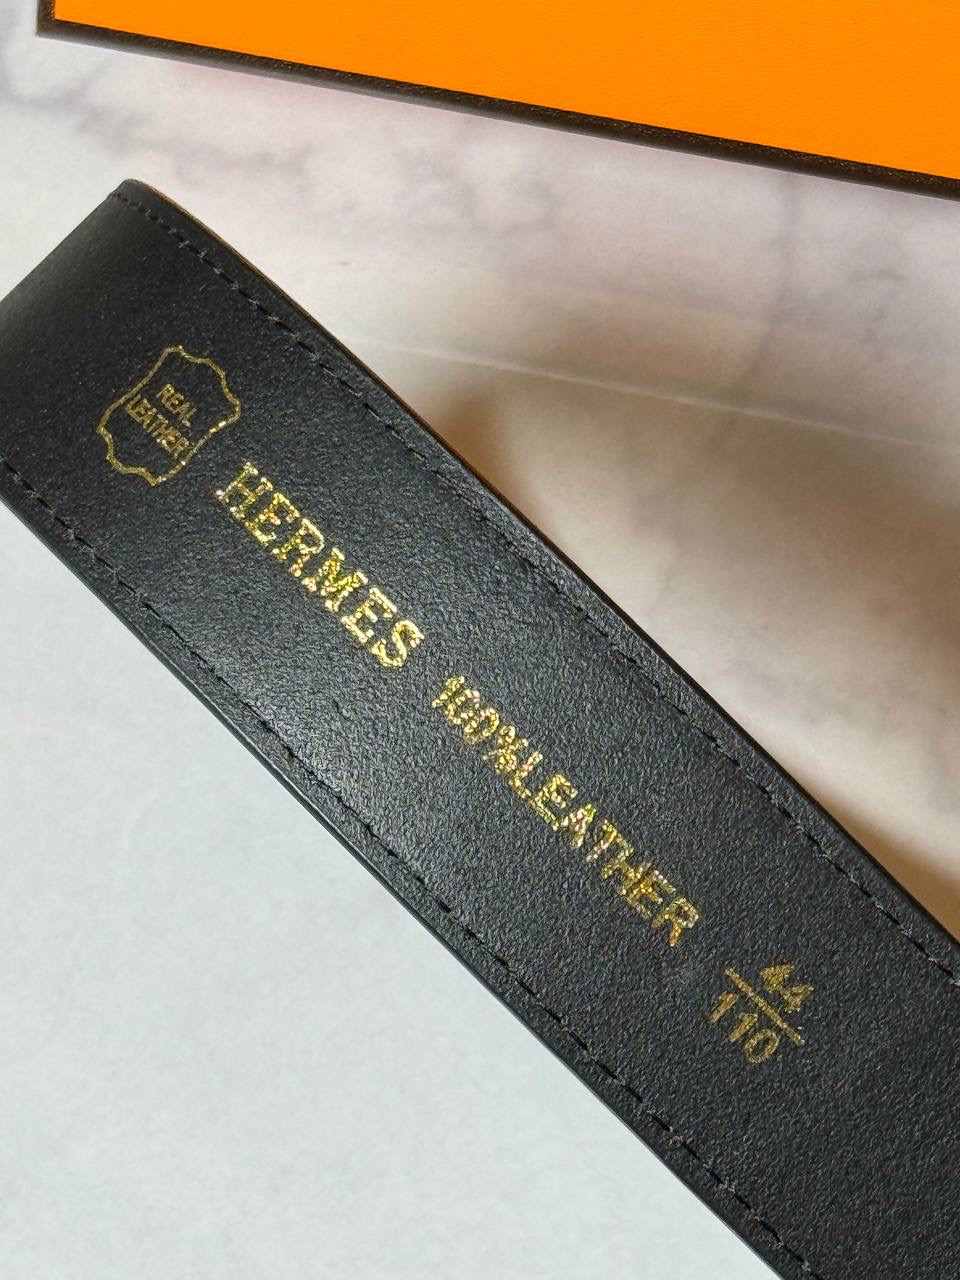 REAL
LEATHER
HERMES
100%LEATHER
44
110